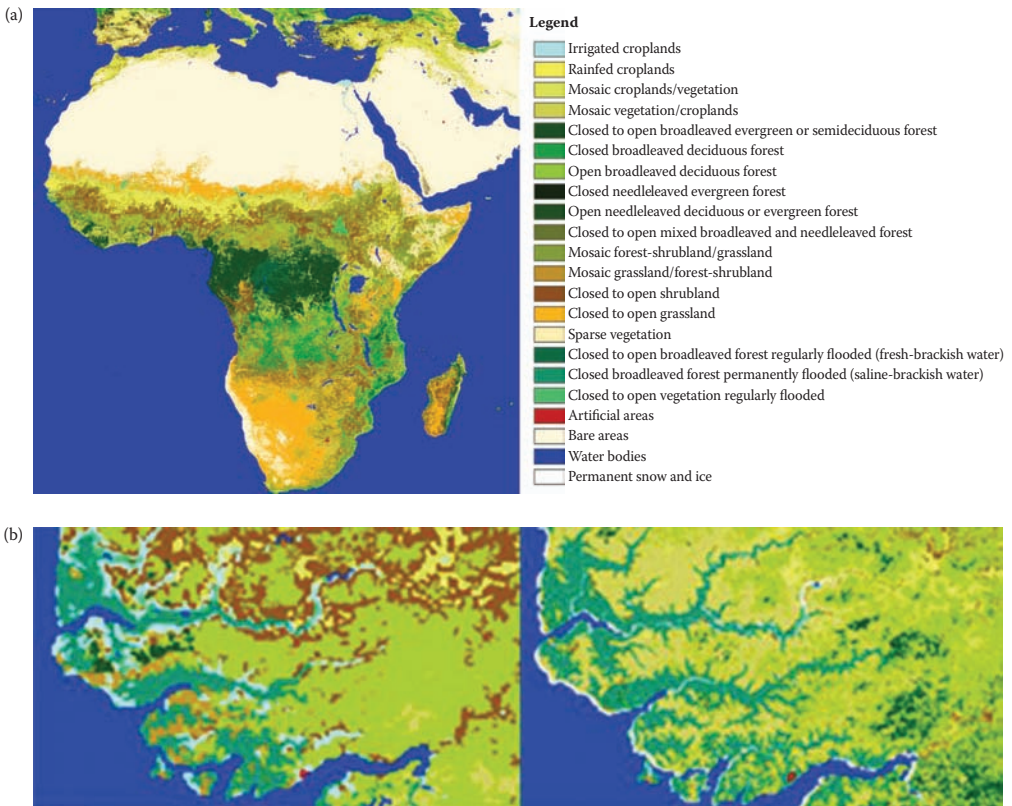 (a)
Legend
Irrigated croplands
Rainfed croplands
Mosaic croplands/vegetation
Mosaic vegetation/croplands
Closed to open broadleaved evergreen or semideciduous forest
Closed broadleaved deciduous forest
Open broadleaved deciduous forest
Closed needleleaved evergreen forest
Open needleleaved deciduous or evergreen forest
Closed to open mixed broadleaved and needleleaved forest
Mosaic forest-shrubland/grassland
Mosaic grassland/forest-shrubland
Closed to open shrubland
Closed to open grassland
Sparse vegetation
Closed to open broadleaved forest regularly flooded (fresh-brackish water)
Closed broadleaved forest permanently flooded (saline-brackish water)
Closed to open vegetation regularly flooded
Artificial areas
Bare areas
Water bodies
Permanent snow and ice
(b)